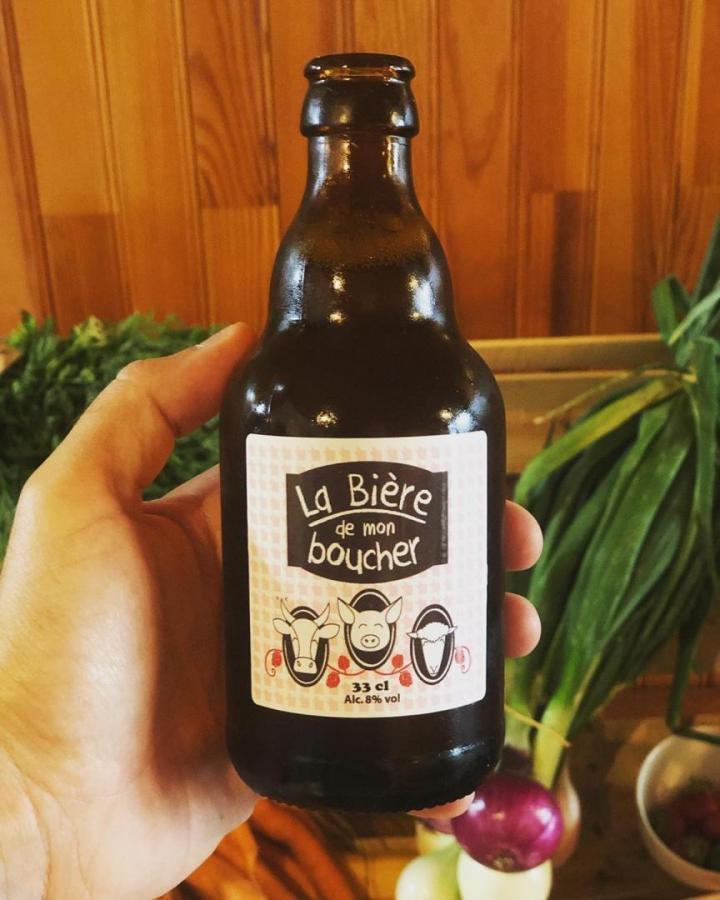 La Bière
de mon
boucher
33 cl
Alc. 8% vol